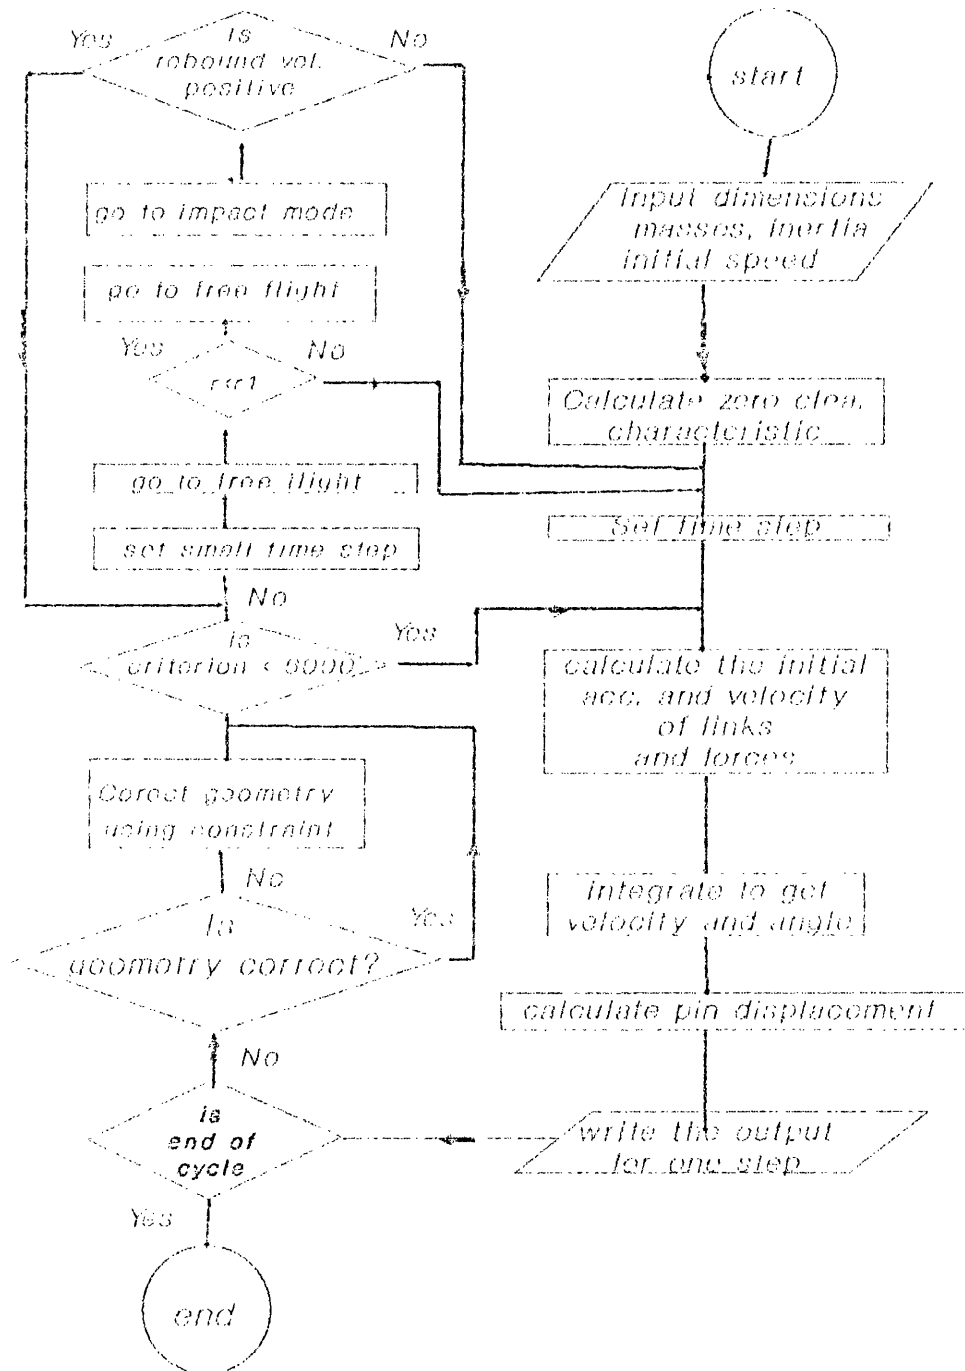 start
Input dimensions
masses, inertia
initial speed
Calculate zero clea.
characteristic
Set time step
calculate the initial
acc. and velocity
of links
and forces
integrate to get
velocity and angle
calculate pin displacement
write the output
for one step
is
end of
cycle
Yes
end
No
Is
geometry correct?
Yes
No
Corect geometry
using constraint
is
criterion < 6000
Yes
No
set small time step
go to free flight
r<r1
Yes
No
go to free flight
go to impact mode
Is
rebound vel.
positive
Yes
No